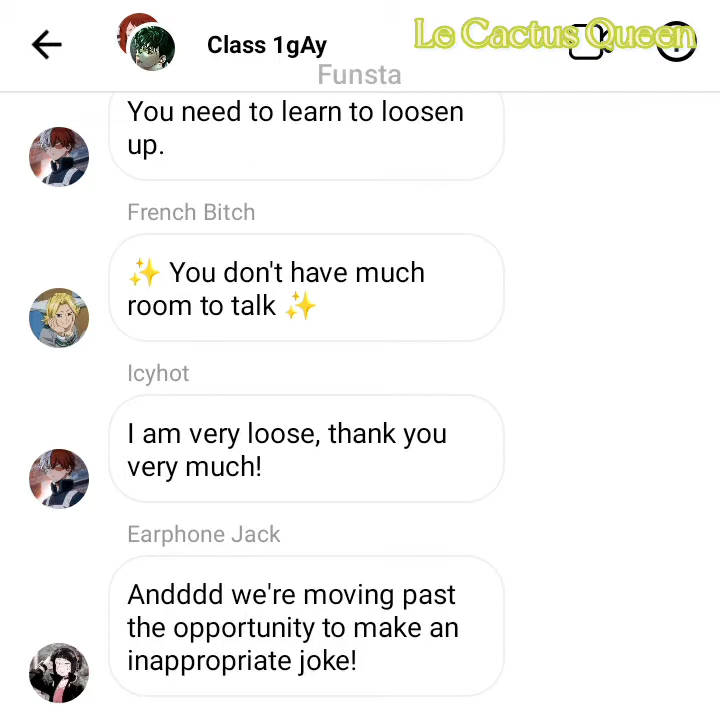 Class 1gAy
Le Cactus Queen
Funsta
You need to learn to loosen
up.
French Bitch
✨ You don't have much
room to talk ✨
Icyhot
I am very loose, thank you
very much!
Earphone Jack
Andddd we're moving past
the opportunity to make an
inappropriate joke!